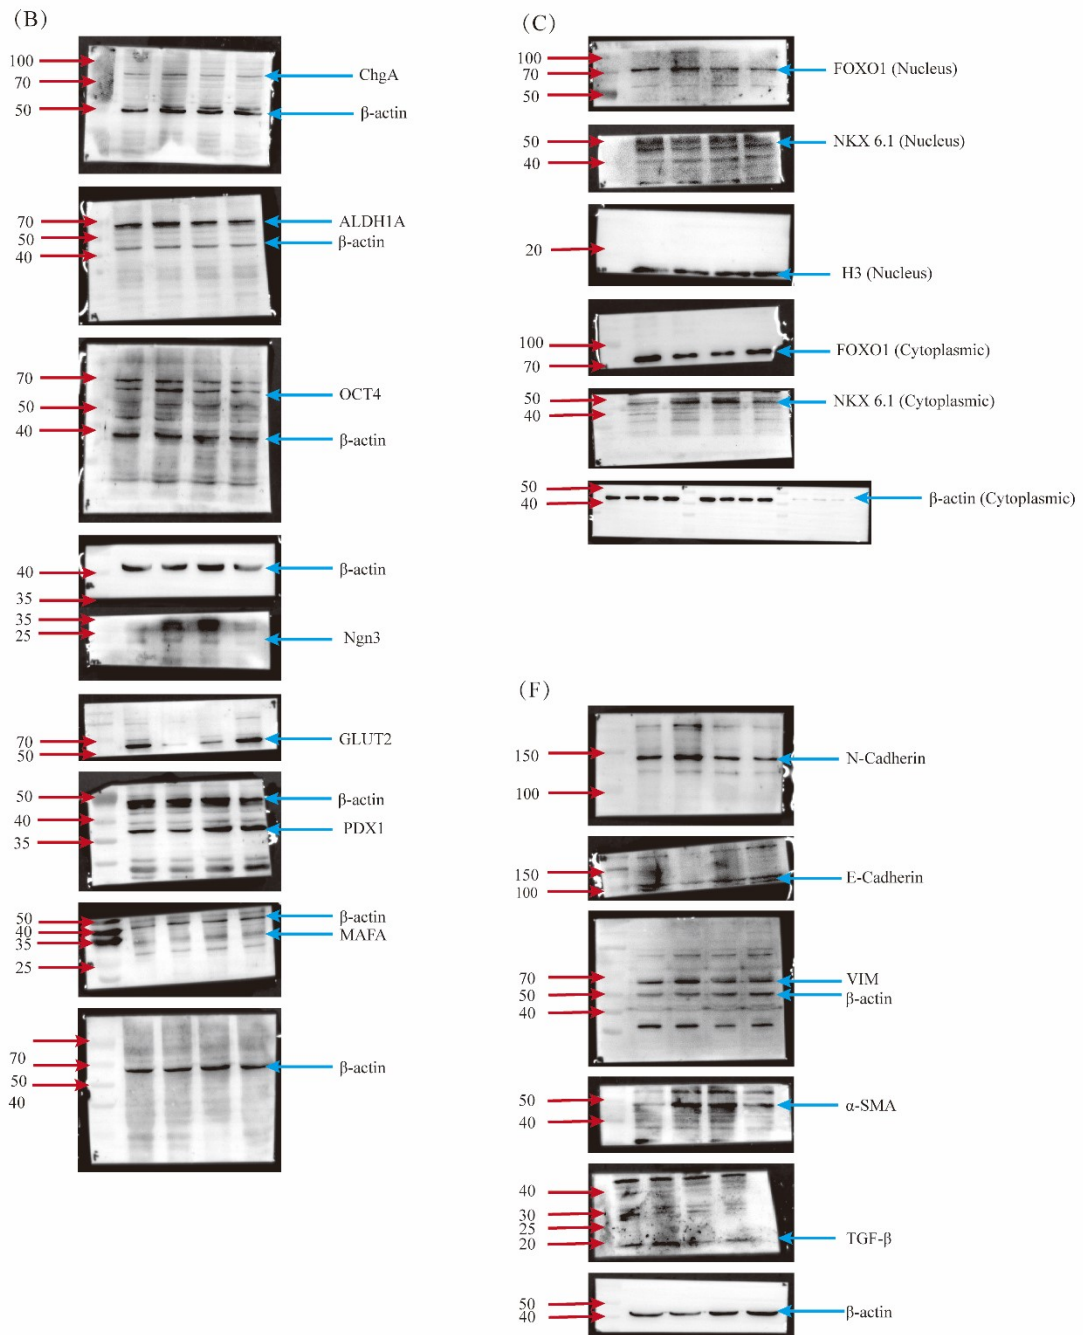 (B)
100
70
50
ChgA
β-actin
70
50
40
ALDH1A
β-actin
70
50
40
OCT4
β-actin
40
35
β-actin
35
25
Ngn3
70
50
GLUT2
50
40
35
β-actin
PDX1
50
40
35
25
β-actin
MAFA
70
50
40
β-actin
(C)
100
70
50
FOXO1 (Nucleus)
50
40
NKX 6.1 (Nucleus)
20
H3 (Nucleus)
100
70
FOXO1 (Cytoplasmic)
50
40
NKX 6.1 (Cytoplasmic)
50
40
β-actin (Cytoplasmic)
(F)
150
100
N-Cadherin
150
100
E-Cadherin
70
50
40
VIM
β-actin
50
40
α-SMA
40
30
25
20
TGF-β
50
40
β-actin